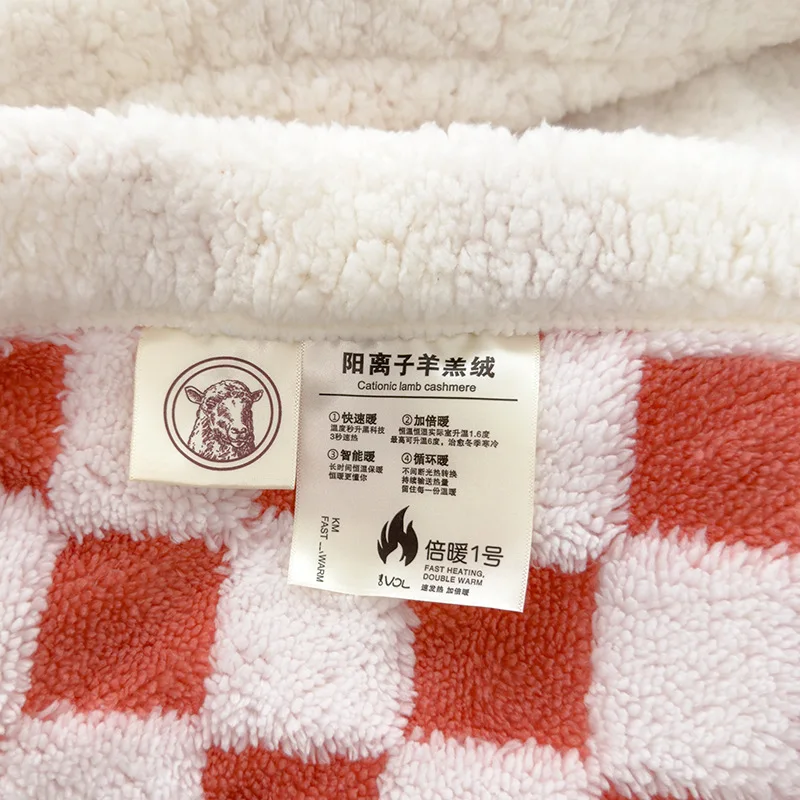 阳离子羊羔绒
Cationic lamb cashmere
①快速暖
温度秒升黑科技
3秒速热
②加倍暖
恒温恒湿实际室升温1.6度
最高可升温6度，治愈冬季寒冷
③智能暖
长时间恒温保暖
恒暖更懂你
④循环暖
不间断光热转换
持续输送热量
留住每一份温暖
KM
FAST
WARM
倍暖1号
FAST HEATING,
DOUBLE WARM
速发热 加倍暖
VOL